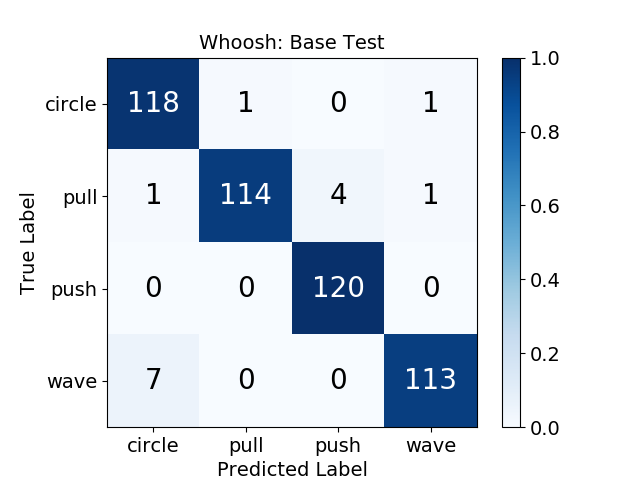 Whoosh: Base Test
True Label
circle 118 1 0 1
pull 1 114 4 1
push 0 0 120 0
wave 7 0 0 113
circle pull push wave
Predicted Label
1.0
0.8
0.6
0.4
0.2
0.0